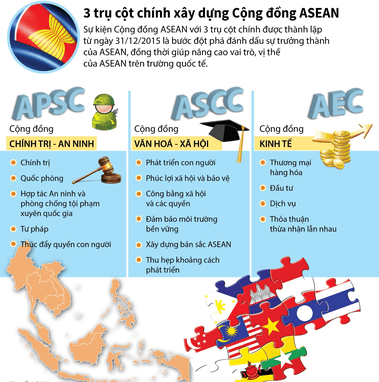 3 trụ cột chính xây dựng Cộng đồng ASEAN
Sự kiện Cộng đồng ASEAN với 3 trụ cột chính được thành lập
từ ngày 31/12/2015 là bước đột phá đánh dấu sự trưởng thành
của ASEAN, đồng thời giúp nâng cao vai trò, vị thế
của ASEAN trên trường quốc tế.
APSC
Cộng đồng
CHÍNH TRỊ - AN NINH
Chính trị
Quốc phòng
Hợp tác An ninh và
phòng chống tội phạm
xuyên quốc gia
Tư pháp
Thúc đẩy quyền con người
ASCC
Cộng đồng
VĂN HOÁ - XÃ HỘI
Phát triển con người
Phúc lợi xã hội và bảo vệ
Công bằng xã hội
và các quyền
Đảm bảo môi trường
bền vững
Xây dựng bản sắc ASEAN
Thu hẹp khoảng cách
phát triển
AEC
Cộng đồng
KINH TẾ
Thương mại
hàng hóa
Đầu tư
Dịch vụ
Thỏa thuận
thừa nhận lẫn nhau